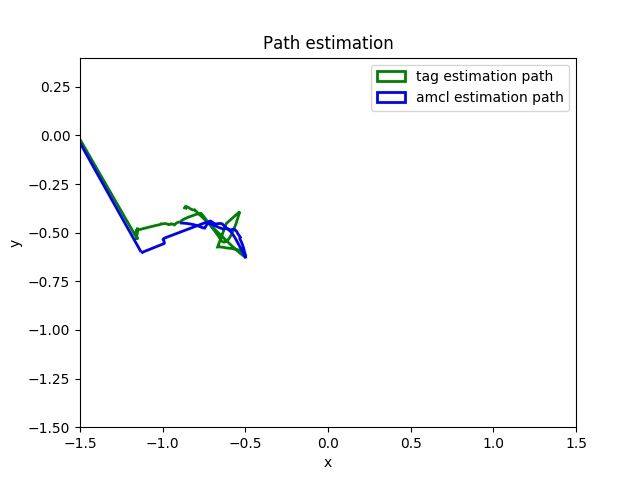 Path estimation
tag estimation path
amcl estimation path
0.25
0.00
−0.25
−0.50
−0.75
−1.00
−1.25
−1.50
y
−1.5 −1.0 −0.5 0.0 0.5 1.0 1.5
x